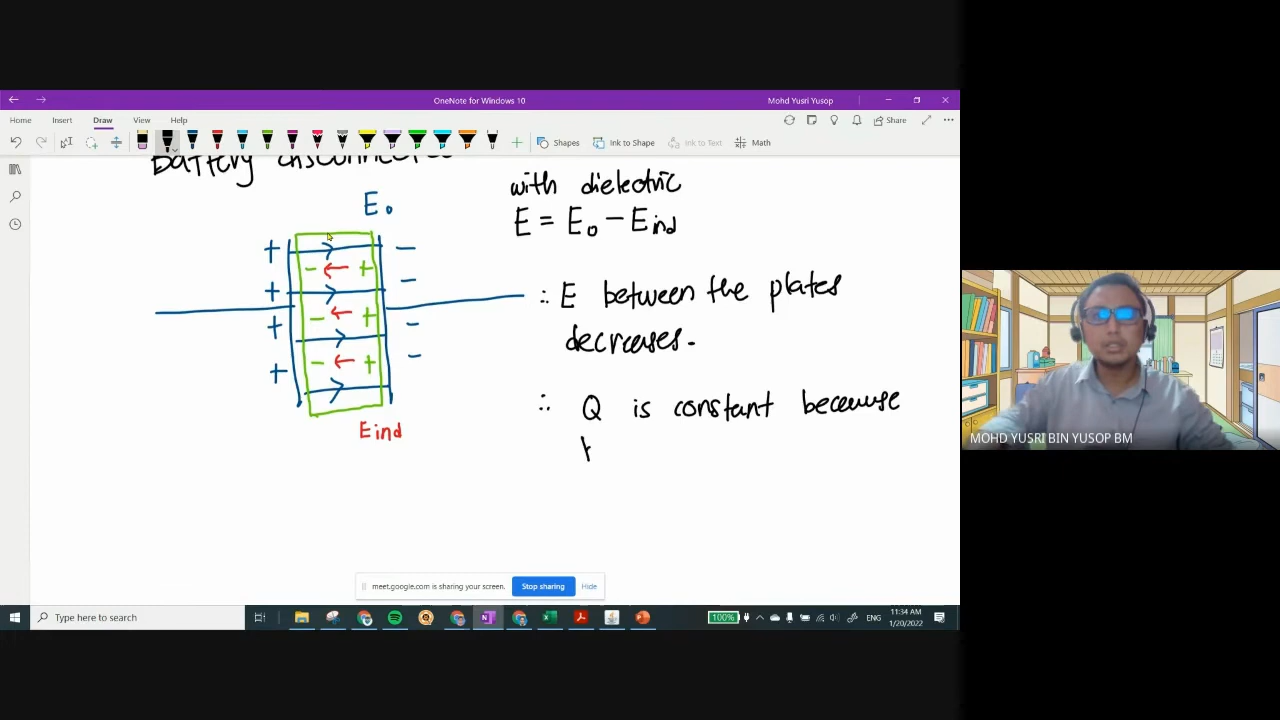 OneNote for Windows 10
Mohd Yusri Yusop
Home
Insert
Draw
View
Help
Share
Shapes
Ink to Shape
Ink to Text
Math
Battery disconnected
with dielectric
E = E₀ − Eind
E₀
+ −
− ← +
+ −
− ← +
+ −
− ← +
+ −
Eind
∴ E between the plates
decreases.
∴ Q is constant because
MOHD YUSRI BIN YUSOP BM
meet.google.com is sharing your screen.
Stop sharing
Hide
Type here to search
100%
ENG
11:34 AM
1/20/2022